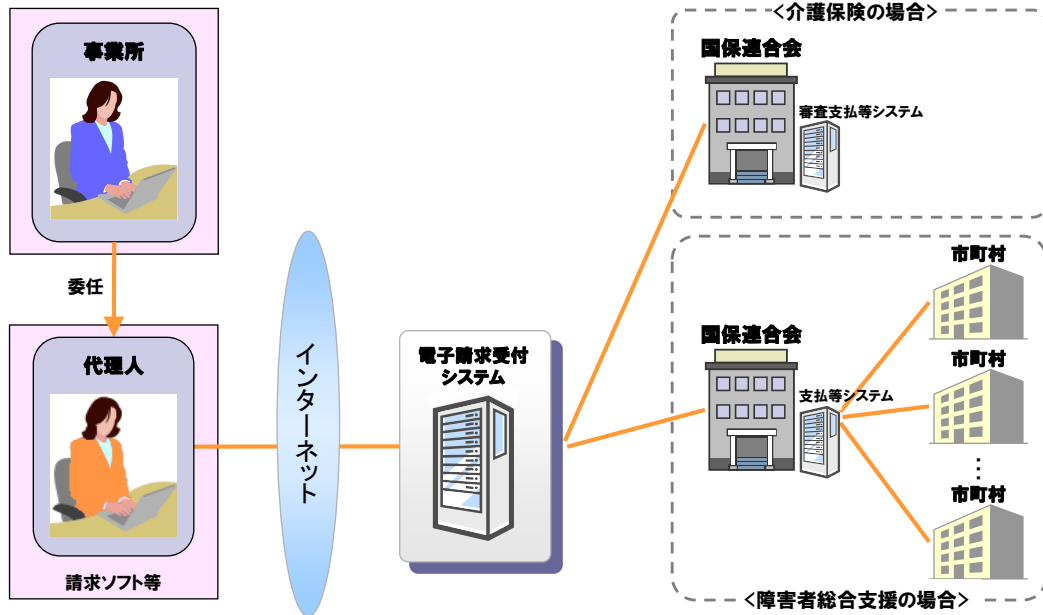 事業所
委任
代理人
請求ソフト等
インターネット
電子請求受付
システム
<介護保険の場合>
国保連合会
審査支払等システム
国保連合会
支払等システム
市町村
市町村
⋮
市町村
<障害者総合支援の場合>